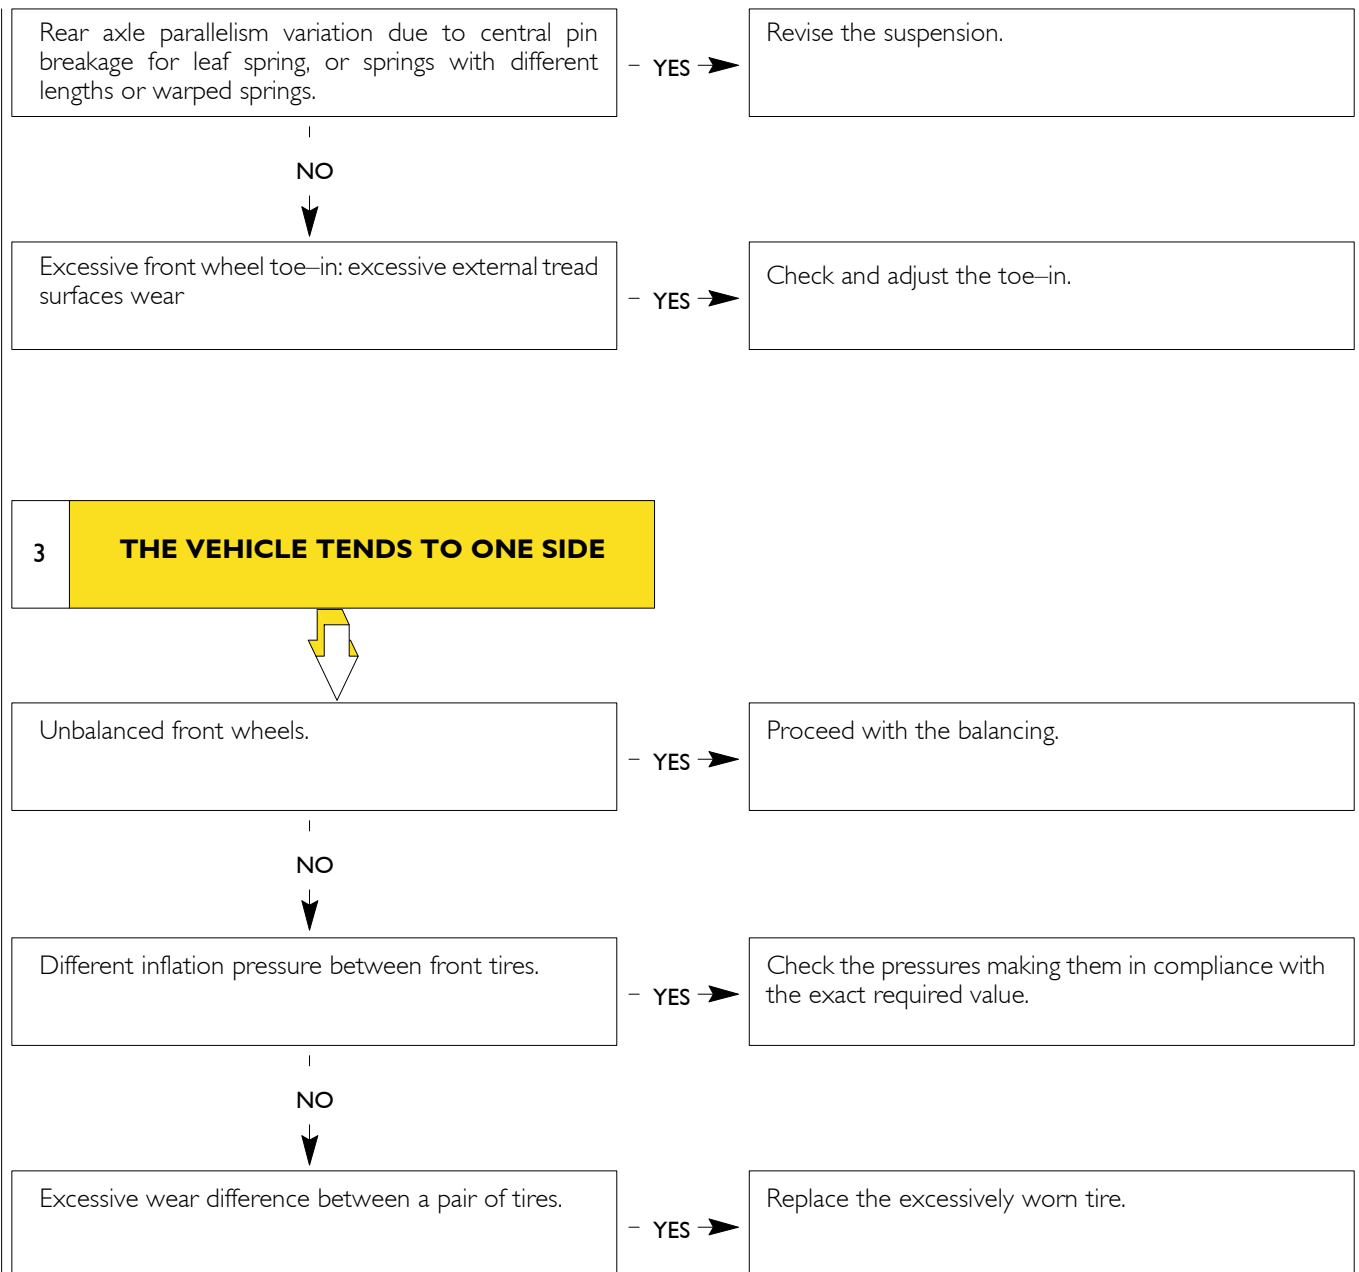 Rear axle parallelism variation due to central pin
breakage for leaf spring, or springs with different
lengths or warped springs.
YES
Revise the suspension.
NO
Excessive front wheel toe–in: excessive external tread
surfaces wear
YES
Check and adjust the toe–in.
3
THE VEHICLE TENDS TO ONE SIDE
Unbalanced front wheels.
YES
Proceed with the balancing.
NO
Different inflation pressure between front tires.
YES
Check the pressures making them in compliance with
the exact required value.
NO
Excessive wear difference between a pair of tires.
YES
Replace the excessively worn tire.